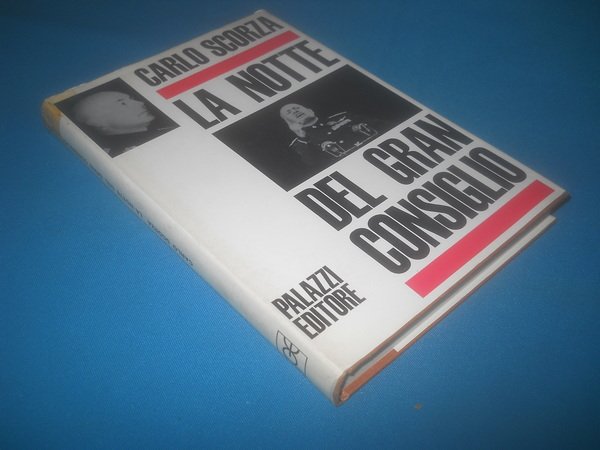 CARLO SCORZA
LA NOTTE
DEL GRAN
CONSIGLIO
PALAZZI
EDITORE